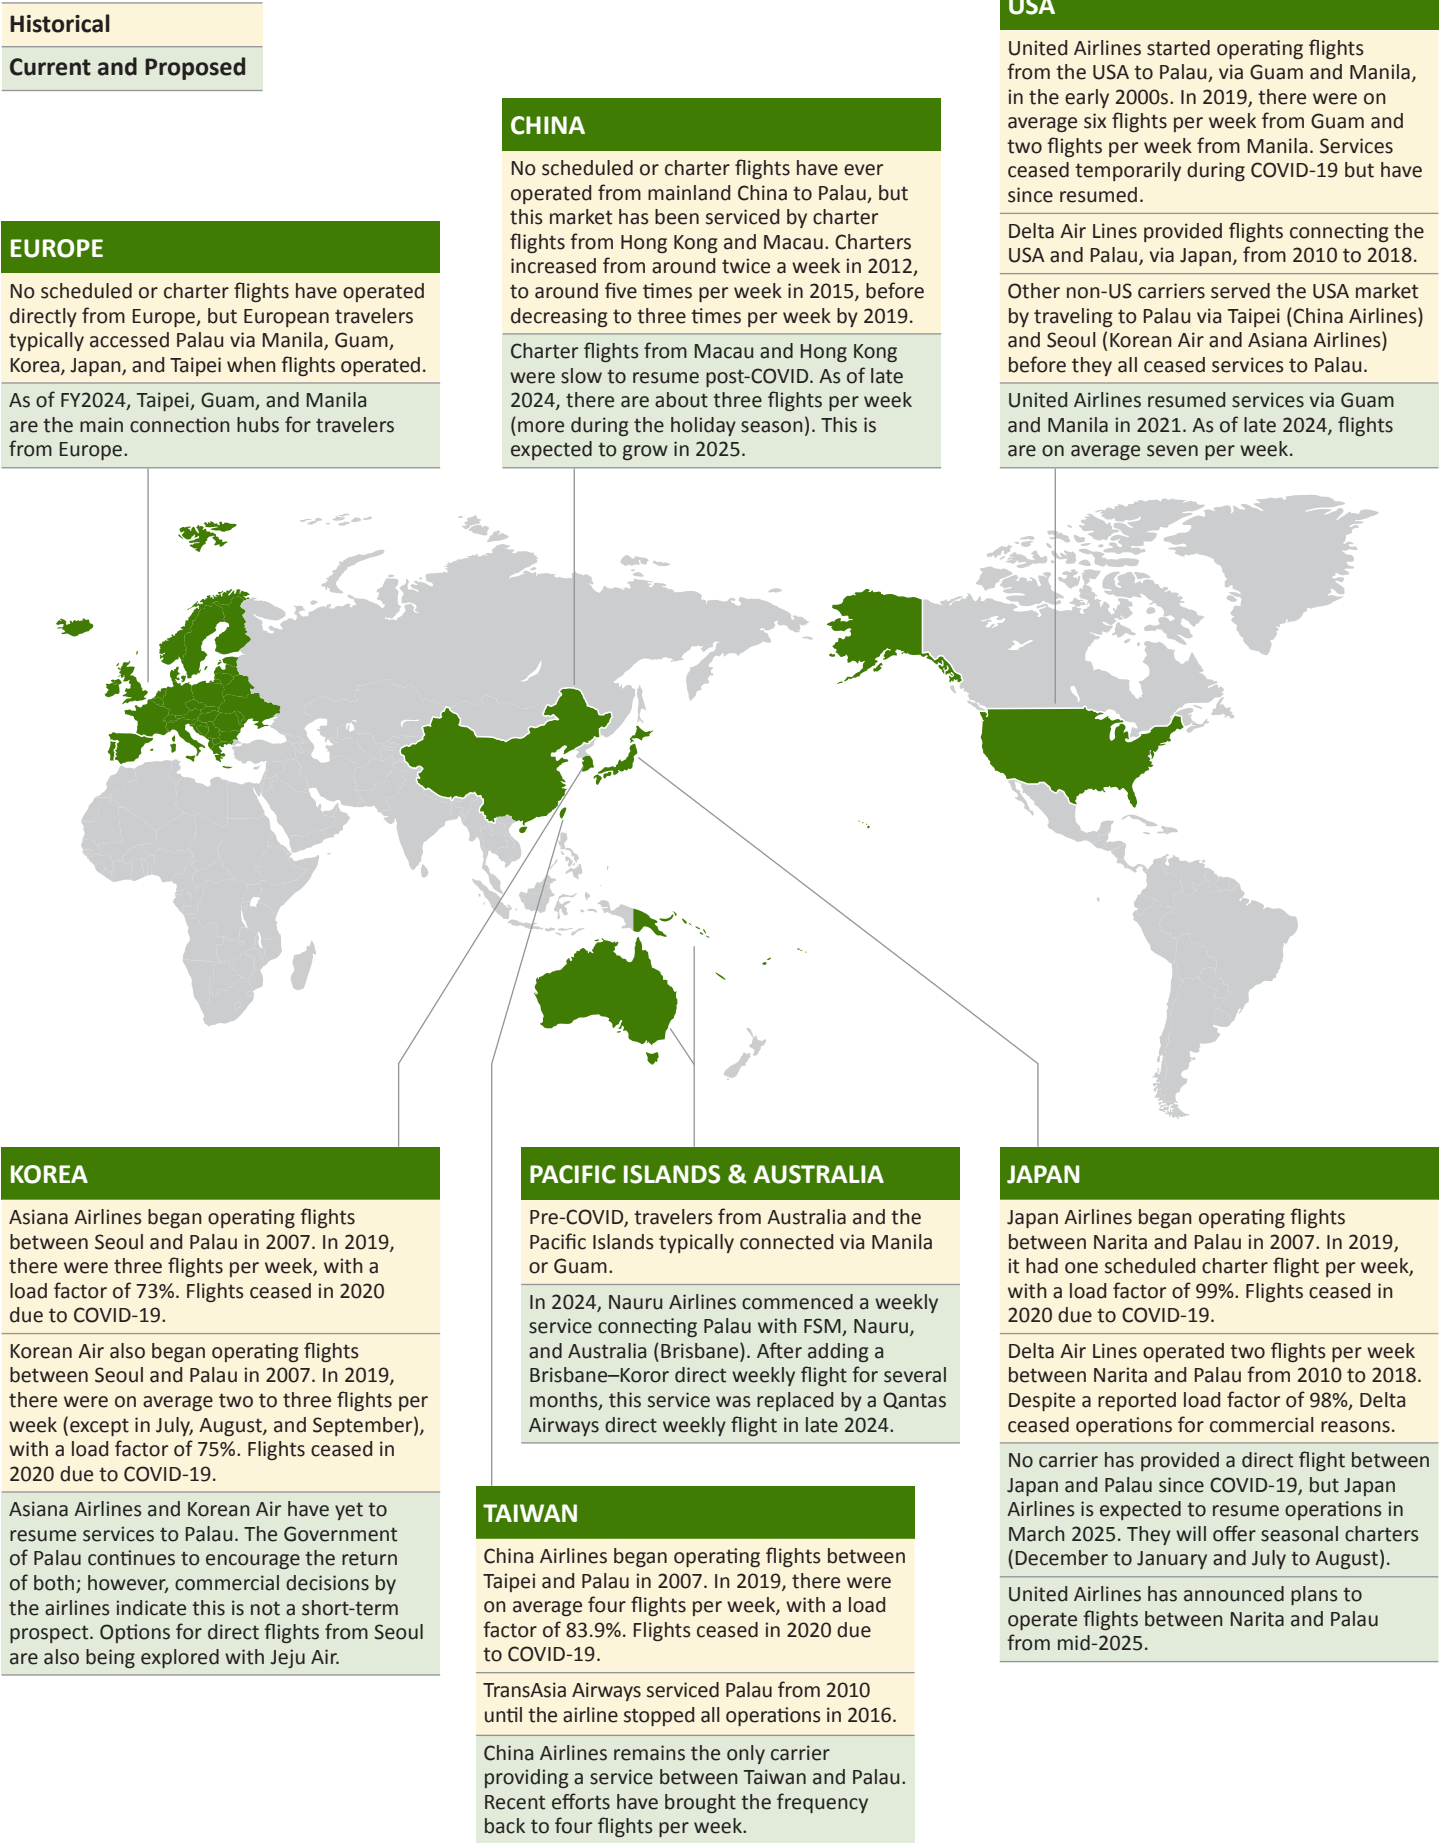 Historical
Current and Proposed
USA
United Airlines started operating flights
from the USA to Palau, via Guam and Manila,
in the early 2000s. In 2019, there were on
average six flights per week from Guam and
two flights per week from Manila. Services
ceased temporarily during COVID-19 but have
since resumed.
Delta Air Lines provided flights connecting the
USA and Palau, via Japan, from 2010 to 2018.
Other non-US carriers served the USA market
by traveling to Palau via Taipei (China Airlines)
and Seoul (Korean Air and Asiana Airlines)
before they all ceased services to Palau.
United Airlines resumed services via Guam
and Manila in 2021. As of late 2024, flights
are on average seven per week.
CHINA
No scheduled or charter flights have ever
operated from mainland China to Palau, but
this market has been serviced by charter
flights from Hong Kong and Macau. Charters
increased from around twice a week in 2012,
to around five times per week in 2015, before
decreasing to three times per week by 2019.
Charter flights from Macau and Hong Kong
were slow to resume post-COVID. As of late
2024, there are about three flights per week
(more during the holiday season). This is
expected to grow in 2025.
EUROPE
No scheduled or charter flights have operated
directly from Europe, but European travelers
typically accessed Palau via Manila, Guam,
Korea, Japan, and Taipei when flights operated.
As of FY2024, Taipei, Guam, and Manila
are the main connection hubs for travelers
from Europe.
KOREA
Asiana Airlines began operating flights
between Seoul and Palau in 2007. In 2019,
there were three flights per week, with a
load factor of 73%. Flights ceased in 2020
due to COVID-19.
Korean Air also began operating flights
between Seoul and Palau in 2007. In 2019,
there were on average two to three flights per
week (except in July, August, and September),
with a load factor of 75%. Flights ceased in
2020 due to COVID-19.
Asiana Airlines and Korean Air have yet to
resume services to Palau. The Government
of Palau continues to encourage the return
of both; however, commercial decisions by
the airlines indicate this is not a short-term
prospect. Options for direct flights from Seoul
are also being explored with Jeju Air.
PACIFIC ISLANDS & AUSTRALIA
Pre-COVID, travelers from Australia and the
Pacific Islands typically connected via Manila
or Guam.
In 2024, Nauru Airlines commenced a weekly
service connecting Palau with FSM, Nauru,
and Australia (Brisbane). After adding a
Brisbane–Koror direct weekly flight for several
months, this service was replaced by a Qantas
Airways direct weekly flight in late 2024.
TAIWAN
China Airlines began operating flights between
Taipei and Palau in 2007. In 2019, there were
on average four flights per week, with a load
factor of 83.9%. Flights ceased in 2020 due
to COVID-19.
TransAsia Airways serviced Palau from 2010
until the airline stopped all operations in 2016.
China Airlines remains the only carrier
providing a service between Taiwan and Palau.
Recent efforts have brought the frequency
back to four flights per week.
JAPAN
Japan Airlines began operating flights
between Narita and Palau in 2007. In 2019,
it had one scheduled charter flight per week,
with a load factor of 99%. Flights ceased in
2020 due to COVID-19.
Delta Air Lines operated two flights per week
between Narita and Palau from 2010 to 2018.
Despite a reported load factor of 98%, Delta
ceased operations for commercial reasons.
No carrier has provided a direct flight between
Japan and Palau since COVID-19, but Japan
Airlines is expected to resume operations in
March 2025. They will offer seasonal charters
(December to January and July to August).
United Airlines has announced plans to
operate flights between Narita and Palau
from mid-2025.